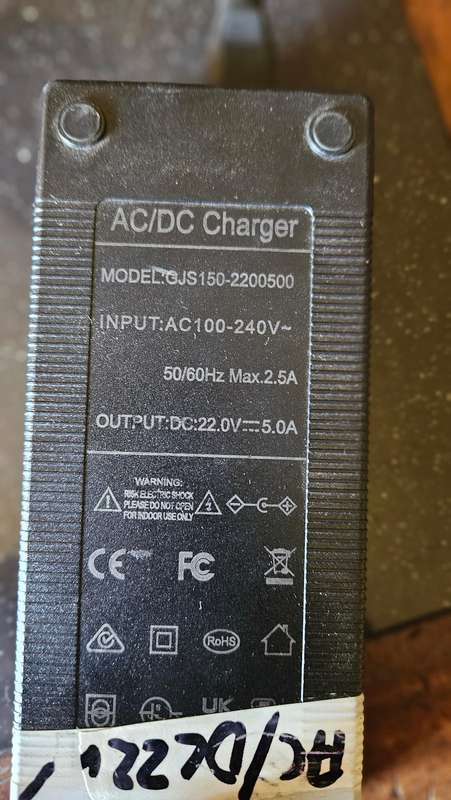 AC/DC Charger
MODEL:GJS150-2200500
INPUT:AC100-240V~
50/60Hz Max.2.5A
OUTPUT:DC:22.0V⎓5.0A
WARNING:
RISK ELECTRIC SHOCK
PLEASE DO NOT OPEN
FOR INDOOR USE ONLY
CE FC
RoHS
UK
AC/DC22V